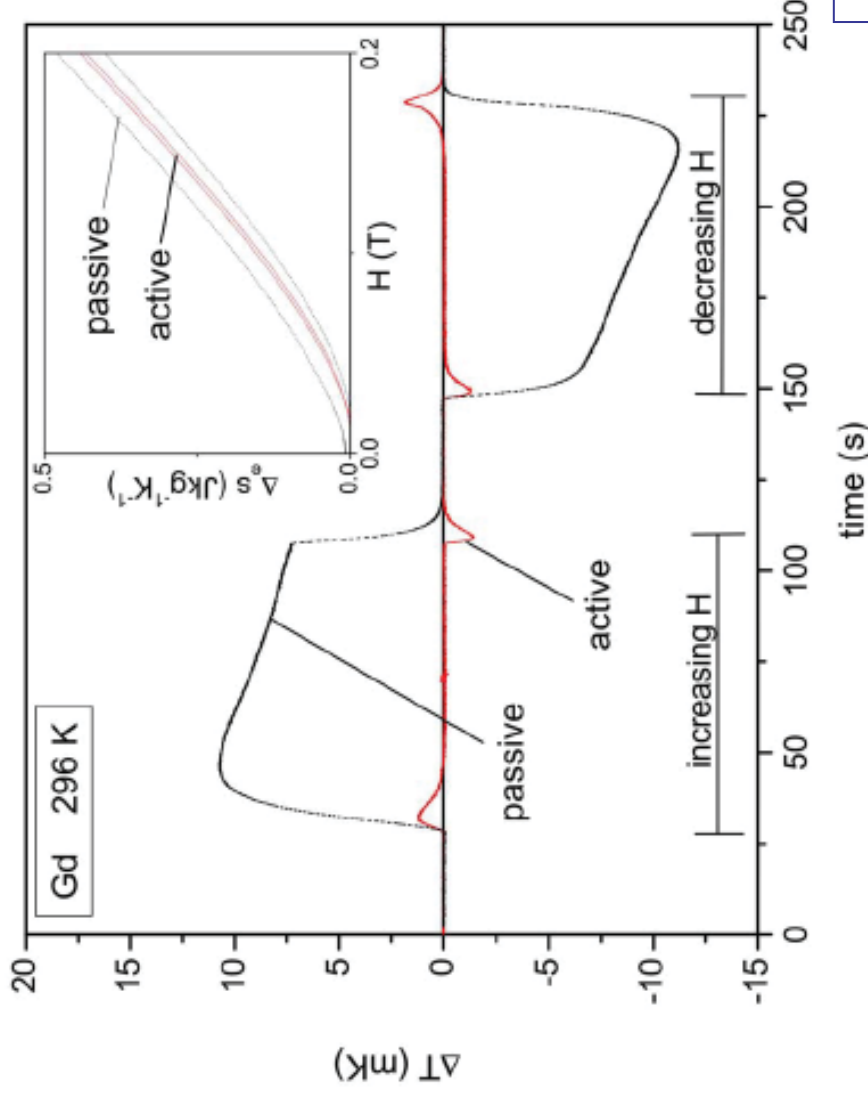 Gd 296 K
20
15
10
5
0
-5
-10
-15
ΔT (mK)
0
50
100
150
200
250
time (s)
passive
active
increasing H
decreasing H
0.5
0.0
Δₑs (Jkg⁻¹K⁻¹)
0.0
0.2
H (T)
passive
active